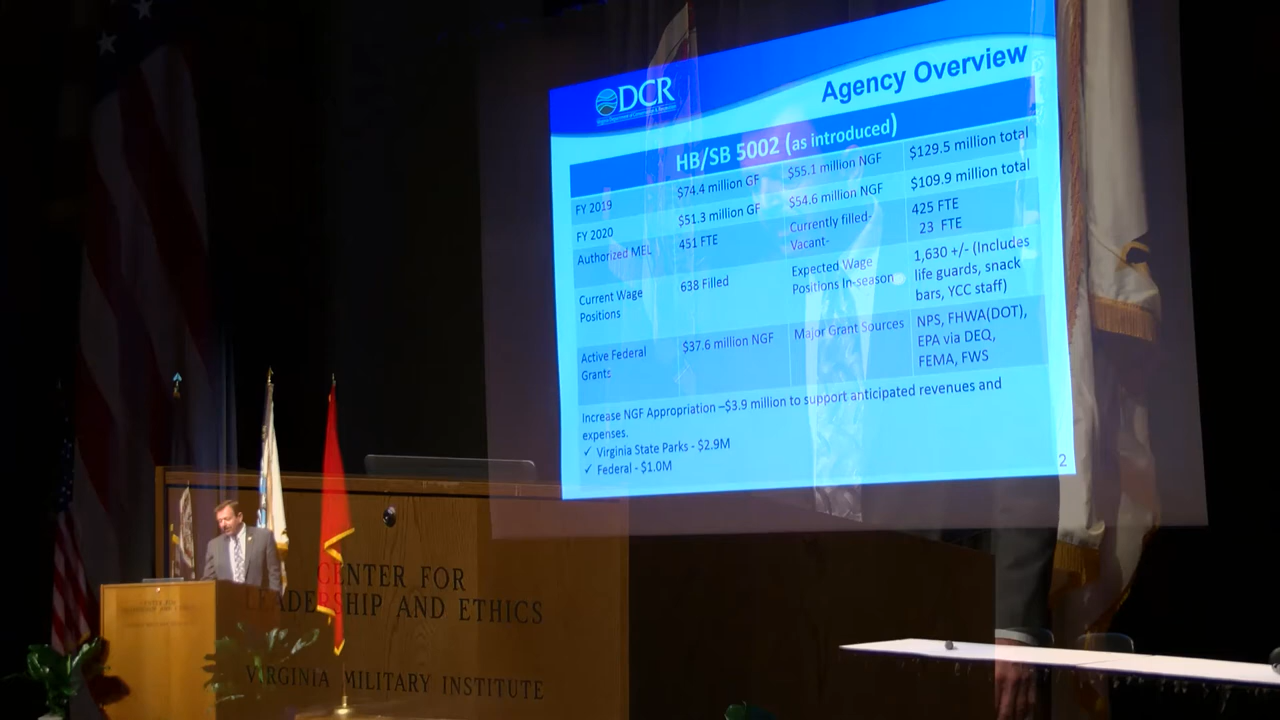 DCR
Agency Overview
HB/SB 5002 (as introduced)
FY 2019 $74.4 million GF $55.1 million NGF $129.5 million total
FY 2020 $51.3 million GF $54.6 million NGF $109.9 million total
Authorized MEL 451 FTE Currently filled- 425 FTE
Vacant- 23 FTE
Current Wage Positions 638 Filled Expected Wage Positions In-season 1,630 +/- (Includes life guards, snack bars, YCC staff)
Active Federal Grants $37.6 million NGF Major Grant Sources NPS, FHWA(DOT), EPA via DEQ, FEMA, FWS
Increase NGF Appropriation –$3.9 million to support anticipated revenues and
expenses.
✓ Virginia State Parks - $2.9M
✓ Federal - $1.0M
2
CENTER FOR
LEADERSHIP AND ETHICS
VIRGINIA MILITARY INSTITUTE
CENTER FOR
LEADERSHIP AND ETHICS